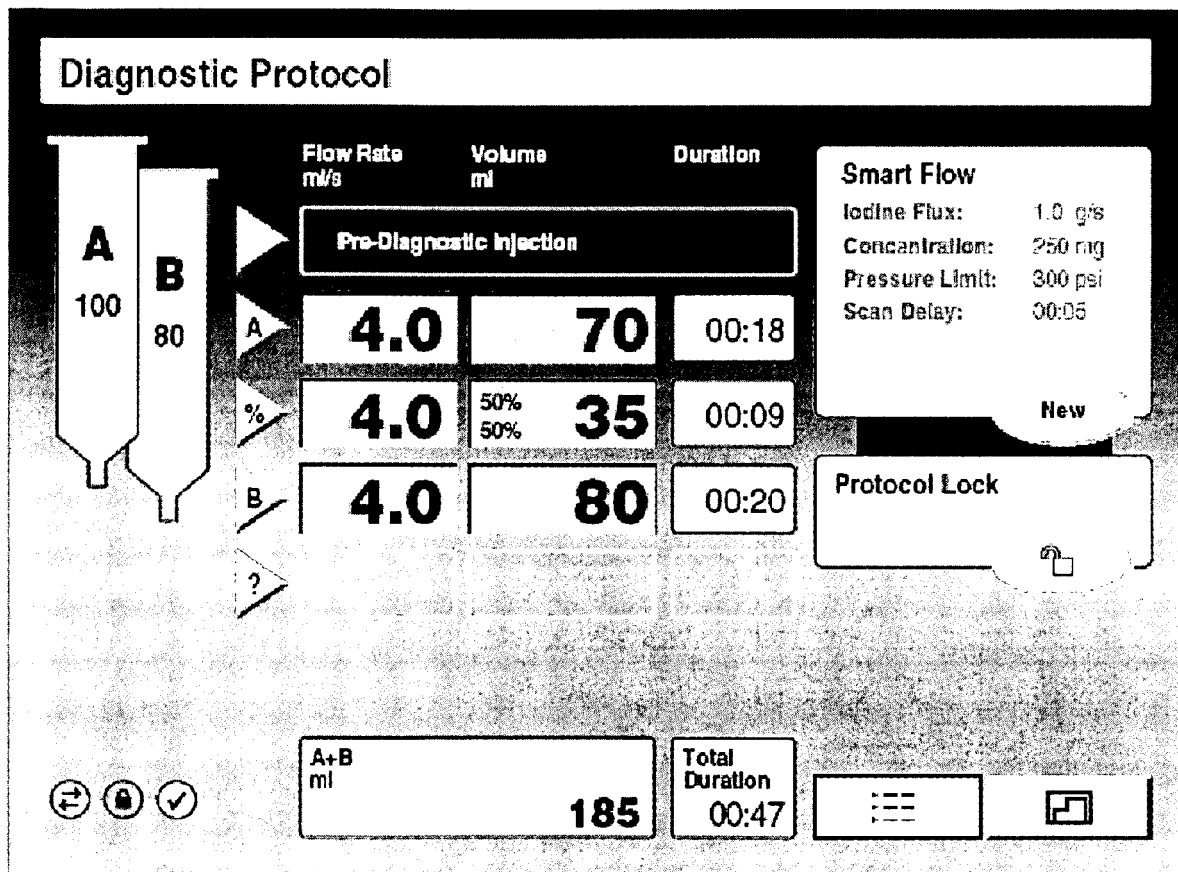 Diagnostic Protocol
Flow Rate
ml/s
Volume
ml
Duration
A
100
B
80
Pre-Diagnostic Injection
A
4.0
70
00:18
%
4.0
50%
50%
35
00:09
B
4.0
80
00:20
?
Smart Flow
Iodine Flux: 1.0 g/s
Concantration: 250 mg
Pressure Limit: 300 psi
Scan Delay: 00:05
New
Protocol Lock
A+B
ml
185
Total
Duration
00:47